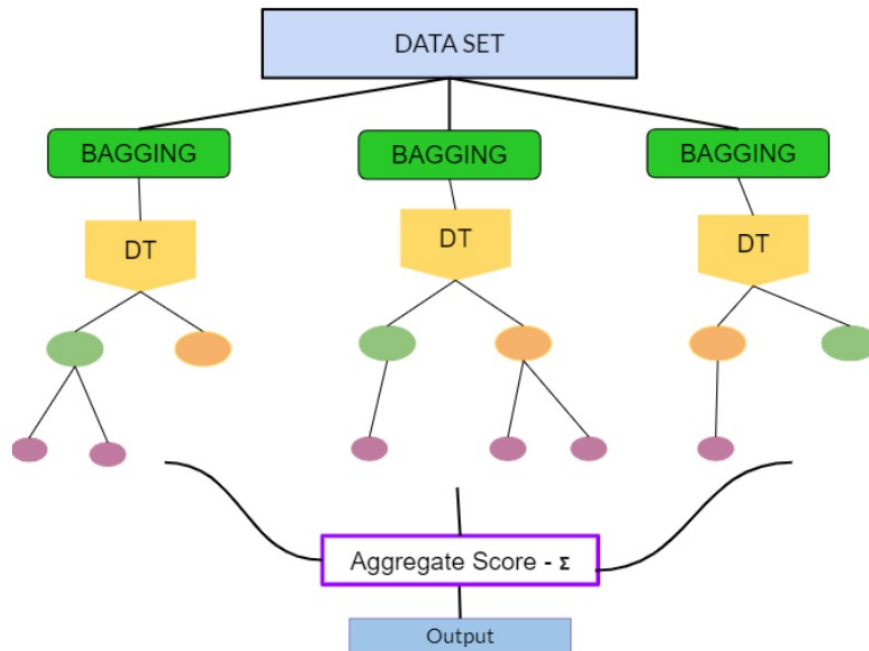 DATA SET
BAGGING
BAGGING
BAGGING
DT
DT
DT
Aggregate Score - Σ
Output